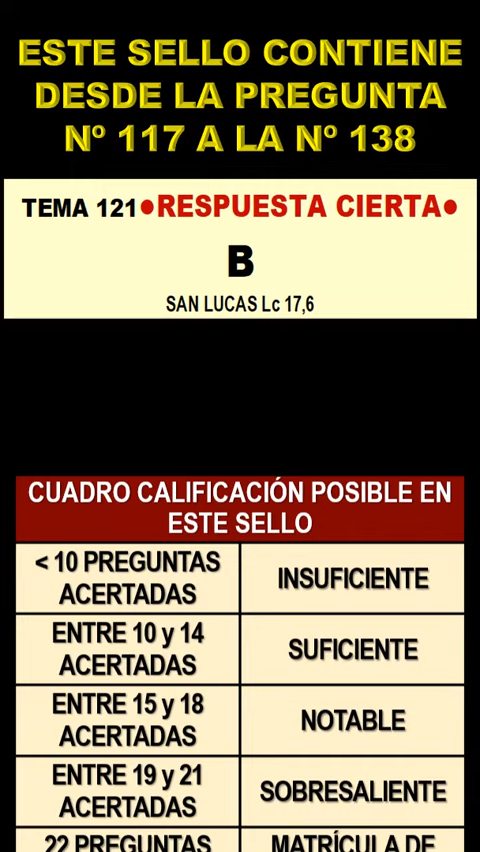 ESTE SELLO CONTIENE
DESDE LA PREGUNTA
Nº 117 A LA Nº 138
TEMA 121●RESPUESTA CIERTA●
B
SAN LUCAS Lc 17,6
CUADRO CALIFICACIÓN POSIBLE EN
ESTE SELLO
< 10 PREGUNTAS
ACERTADAS
INSUFICIENTE
ENTRE 10 y 14
ACERTADAS
SUFICIENTE
ENTRE 15 y 18
ACERTADAS
NOTABLE
ENTRE 19 y 21
ACERTADAS
SOBRESALIENTE
22 PREGUNTAS
MATRÍCULA DE